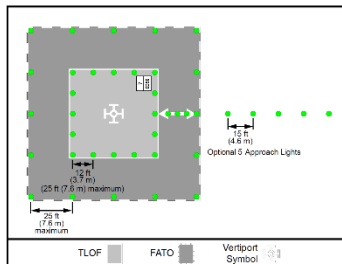 15 ft
(4.6 m)
Optional 5 Approach Lights
12 ft
(3.7 m)
(25 ft (7.6 m) maximum)
25 ft
(7.6 m)
maximum
TLOF
FATO
Vertiport
Symbol